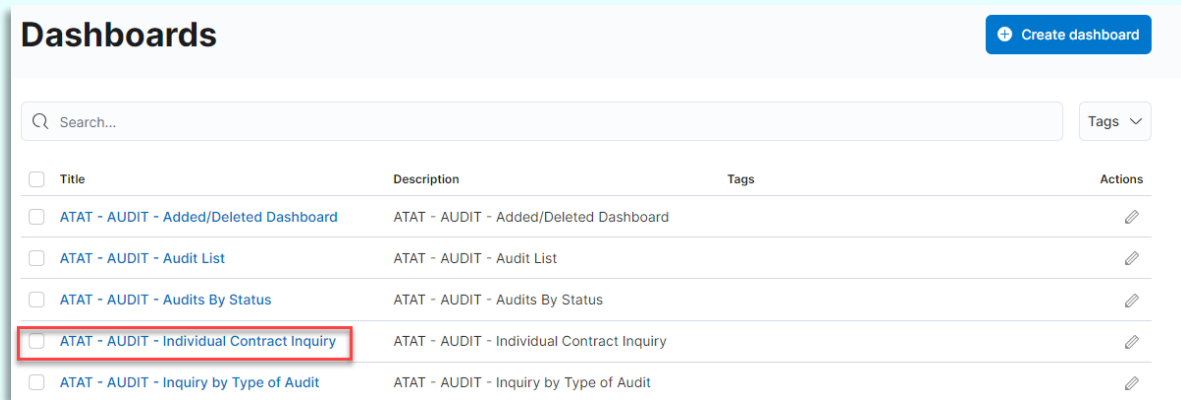 Dashboards
Create dashboard
Search...
Tags
Title Description Tags Actions
ATAT - AUDIT - Added/Deleted Dashboard ATAT - AUDIT - Added/Deleted Dashboard
ATAT - AUDIT - Audit List ATAT - AUDIT - Audit List
ATAT - AUDIT - Audits By Status ATAT - AUDIT - Audits By Status
ATAT - AUDIT - Individual Contract Inquiry ATAT - AUDIT - Individual Contract Inquiry
ATAT - AUDIT - Inquiry by Type of Audit ATAT - AUDIT - Inquiry by Type of Audit